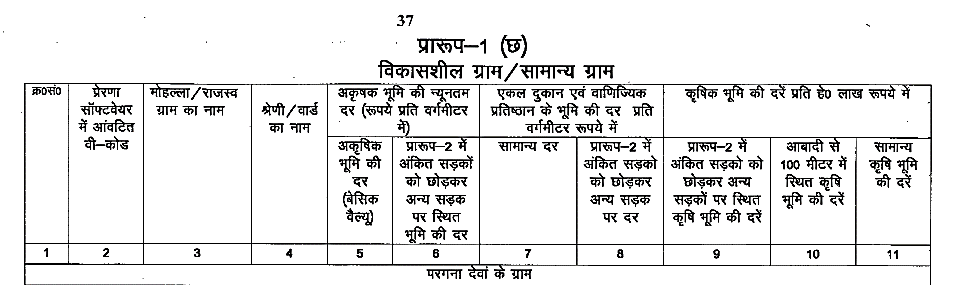 37
प्रारूप–1 (छ)
विकासशील ग्राम/सामान्य ग्राम
क्र0सं0
प्रेरणा
सॉफ्टवेयर
में आंवटित
वी–कोड
मोहल्ला/राजस्व
ग्राम का नाम
श्रेणी/वार्ड
का नाम
अकृषक भूमि की न्यूनतम
दर (रूपये प्रति वर्गमीटर
में)
एकल दुकान एवं वाणिज्यिक
प्रतिष्ठान के भूमि की दर प्रति
वर्गमीटर रूपये में
कृषिक भूमि की दरें प्रति हे0 लाख रूपये में
अकृषिक
भूमि की
दर
(बेसिक
वैल्यू)
प्रारूप–2 में
अंकित सड़कों
को छोड़कर
अन्य सड़क
पर स्थित
भूमि की दर
सामान्य दर
प्रारूप–2 में
अंकित सड़को
को छोड़कर
अन्य सड़क
पर दर
प्रारूप–2 में
अंकित सड़को को
छोड़कर अन्य
सड़कों पर स्थित
कृषि भूमि की दरें
आबादी से
100 मीटर में
स्थित कृषि
भूमि की दरें
सामान्य
कृषि भूमि
की दरें
1 2 3 4 5 6 7 8 9 10 11
परगना देवां के ग्राम